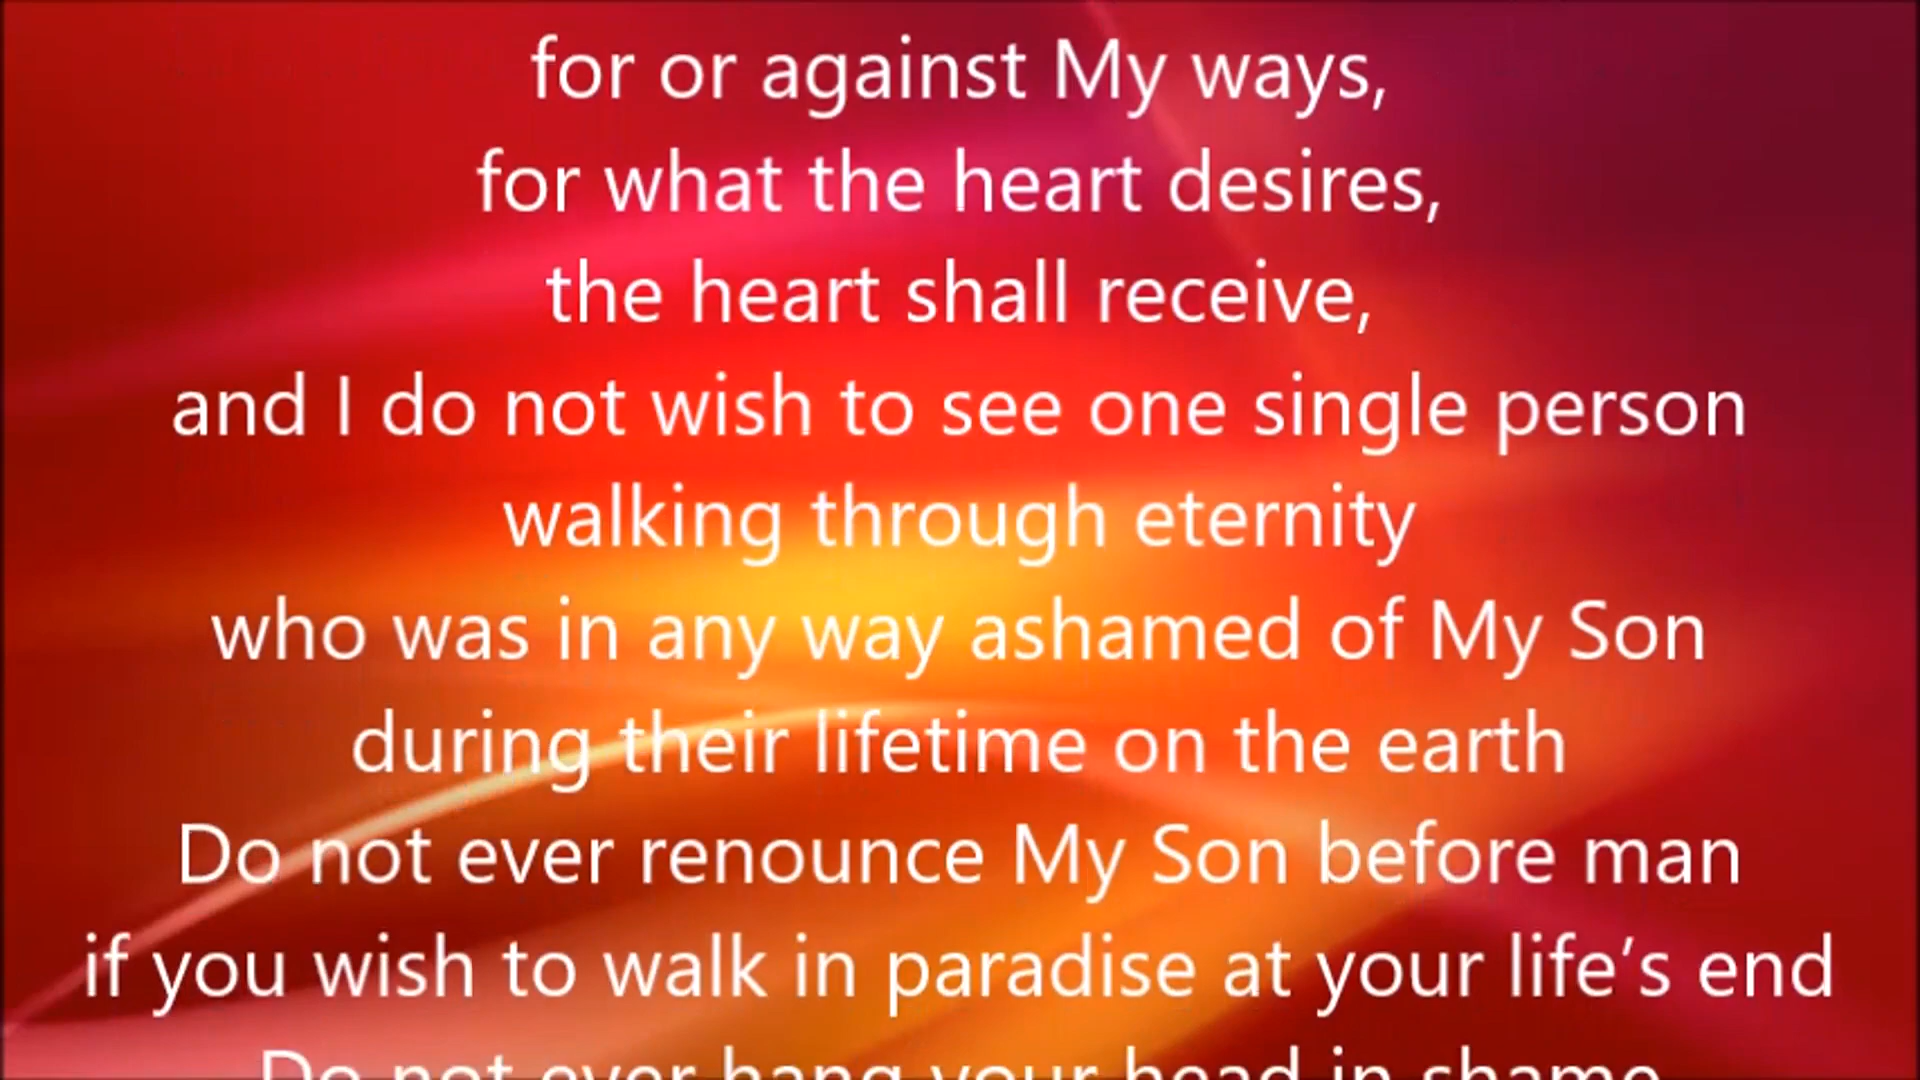 for or against My ways,
for what the heart desires,
the heart shall receive,
and I do not wish to see one single person
walking through eternity
who was in any way ashamed of My Son
during their lifetime on the earth
Do not ever renounce My Son before man
if you wish to walk in paradise at your life’s end
Do not ever hang your head in shame